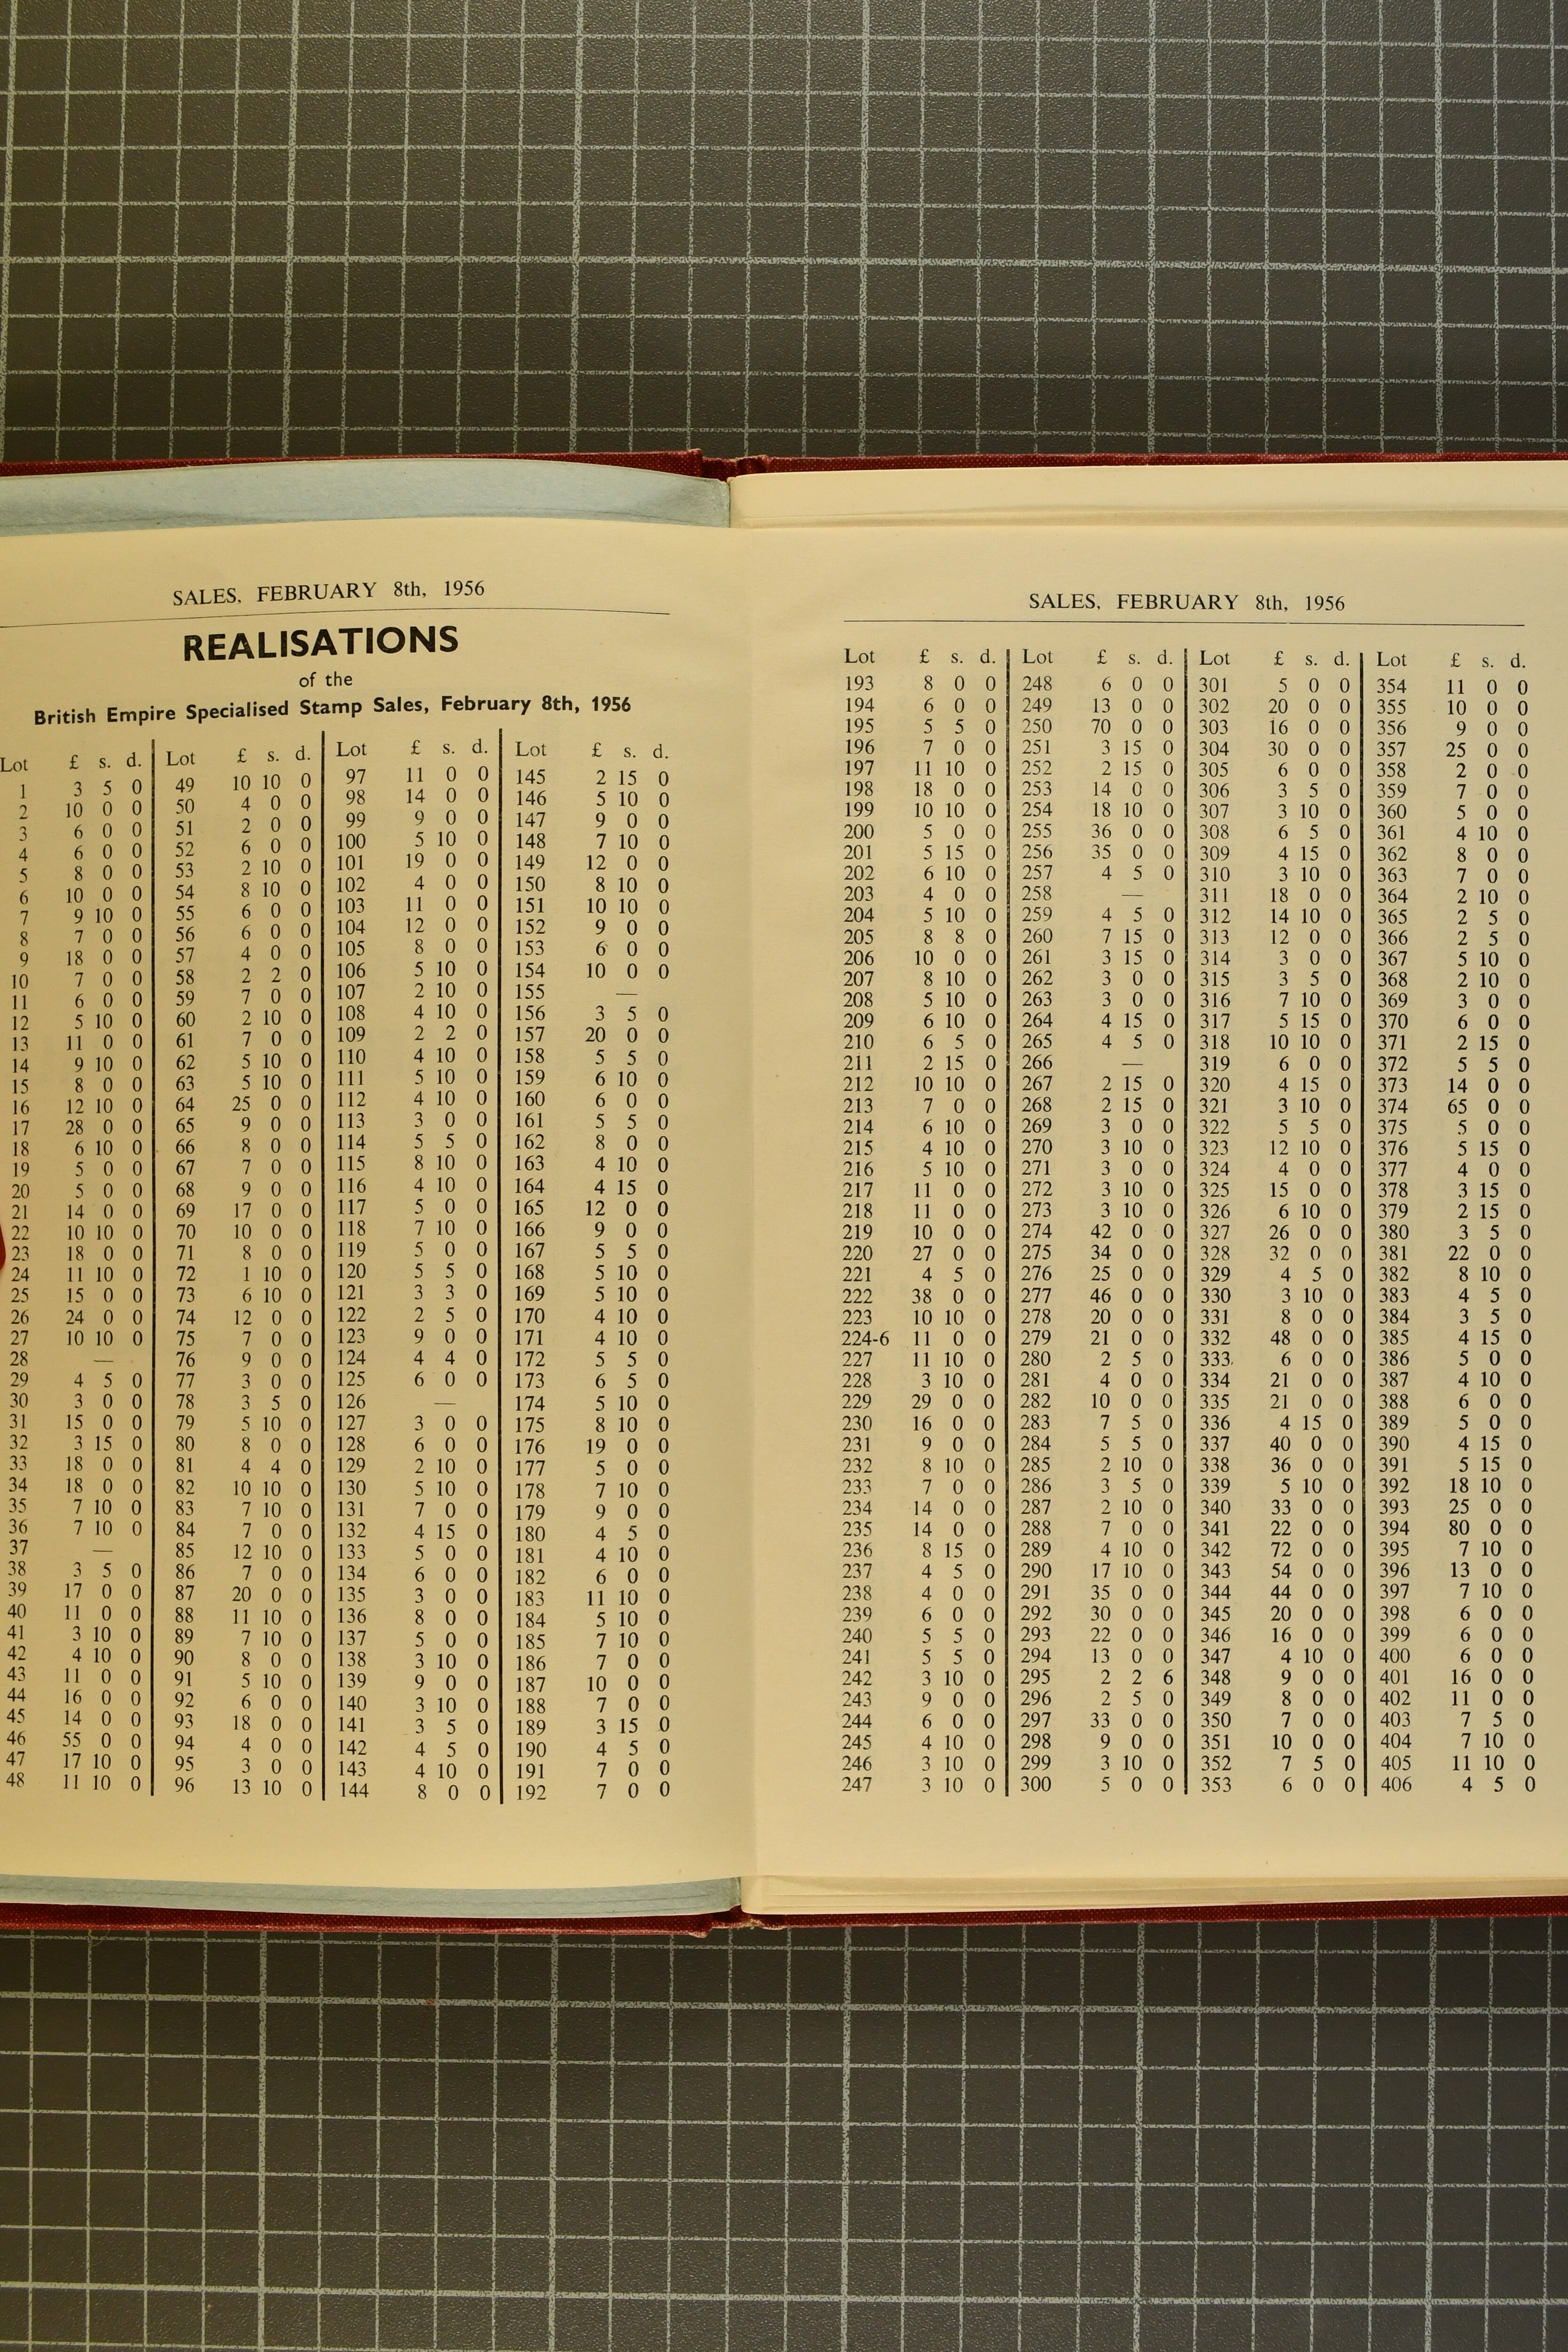 SALES, FEBRUARY 8th, 1956
REALISATIONS
of the
British Empire Specialised Stamp Sales, February 8th, 1956
Lot £ s. d. Lot £ s. d. Lot £ s. d. Lot £ s. d.
1 3 5 0 49 10 10 0 97 11 0 0 145 2 15 0
2 10 0 0 50 4 0 0 98 14 0 0 146 5 10 0
3 6 0 0 51 2 0 0 99 9 0 0 147 9 0 0
4 6 0 0 52 6 0 0 100 5 10 0 148 7 10 0
5 8 0 0 53 2 10 0 101 19 0 0 149 12 0 0
6 10 0 0 54 8 10 0 102 4 0 0 150 8 10 0
7 9 10 0 55 6 0 0 103 11 0 0 151 10 10 0
8 7 0 0 56 6 0 0 104 12 0 0 152 9 0 0
9 18 0 0 57 4 0 0 105 8 0 0 153 6 0 0
10 7 0 0 58 2 2 0 106 5 10 0 154 10 0 0
11 6 0 0 59 7 0 0 107 2 10 0 155 —
12 5 10 0 60 2 10 0 108 4 10 0 156 3 5 0
13 11 0 0 61 7 0 0 109 2 2 0 157 20 0 0
14 9 10 0 62 5 10 0 110 4 10 0 158 5 5 0
15 8 0 0 63 5 10 0 111 5 10 0 159 6 10 0
16 12 10 0 64 25 0 0 112 4 10 0 160 6 0 0
17 28 0 0 65 9 0 0 113 3 0 0 161 5 5 0
18 6 10 0 66 8 0 0 114 5 5 0 162 8 0 0
19 5 0 0 67 7 0 0 115 8 10 0 163 4 10 0
20 5 0 0 68 9 0 0 116 4 10 0 164 4 15 0
21 14 0 0 69 17 0 0 117 5 0 0 165 12 0 0
22 10 10 0 70 10 0 0 118 7 10 0 166 9 0 0
23 18 0 0 71 8 0 0 119 5 0 0 167 5 5 0
24 11 10 0 72 1 10 0 120 5 5 0 168 5 10 0
25 15 0 0 73 6 10 0 121 3 3 0 169 5 10 0
26 24 0 0 74 12 0 0 122 2 5 0 170 4 10 0
27 10 10 0 75 7 0 0 123 9 0 0 171 4 10 0
28 — 76 9 0 0 124 4 4 0 172 5 5 0
29 4 5 0 77 3 0 0 125 6 0 0 173 6 5 0
30 3 0 0 78 3 5 0 126 — 174 5 10 0
31 15 0 0 79 5 10 0 127 3 0 0 175 8 10 0
32 3 15 0 80 8 0 0 128 6 0 0 176 19 0 0
33 18 0 0 81 4 4 0 129 2 10 0 177 5 0 0
34 18 0 0 82 10 10 0 130 5 10 0 178 7 10 0
35 7 10 0 83 7 10 0 131 7 0 0 179 9 0 0
36 7 10 0 84 7 0 0 132 4 15 0 180 4 5 0
37 — 85 12 10 0 133 5 0 0 181 4 10 0
38 3 5 0 86 7 0 0 134 6 0 0 182 6 0 0
39 17 0 0 87 20 0 0 135 3 0 0 183 11 10 0
40 11 0 0 88 11 10 0 136 8 0 0 184 5 10 0
41 3 10 0 89 7 10 0 137 5 0 0 185 7 10 0
42 4 10 0 90 8 0 0 138 3 10 0 186 7 0 0
43 11 0 0 91 5 10 0 139 9 0 0 187 10 0 0
44 16 0 0 92 6 0 0 140 3 10 0 188 7 0 0
45 14 0 0 93 18 0 0 141 3 5 0 189 3 15 0
46 55 0 0 94 4 0 0 142 4 5 0 190 4 5 0
47 17 10 0 95 3 0 0 143 4 10 0 191 7 0 0
48 11 10 0 96 13 10 0 144 8 0 0 192 7 0 0
SALES, FEBRUARY 8th, 1956
Lot £ s. d. Lot £ s. d. Lot £ s. d. Lot £ s. d.
193 8 0 0 248 6 0 0 301 5 0 0 354 11 0 0
194 6 0 0 249 13 0 0 302 20 0 0 355 10 0 0
195 5 5 0 250 70 0 0 303 16 0 0 356 9 0 0
196 7 0 0 251 3 15 0 304 30 0 0 357 25 0 0
197 11 10 0 252 2 15 0 305 6 0 0 358 2 0 0
198 18 0 0 253 14 0 0 306 3 5 0 359 7 0 0
199 10 10 0 254 18 10 0 307 3 10 0 360 5 0 0
200 5 0 0 255 36 0 0 308 6 5 0 361 4 10 0
201 5 15 0 256 35 0 0 309 4 15 0 362 8 0 0
202 6 10 0 257 4 5 0 310 3 10 0 363 7 0 0
203 4 0 0 258 — 311 18 0 0 364 2 10 0
204 5 10 0 259 4 5 0 312 14 10 0 365 2 5 0
205 8 8 0 260 7 15 0 313 12 0 0 366 2 5 0
206 10 0 0 261 3 15 0 314 3 0 0 367 5 10 0
207 8 10 0 262 3 0 0 315 3 5 0 368 2 10 0
208 5 10 0 263 3 0 0 316 7 10 0 369 3 0 0
209 6 10 0 264 4 15 0 317 5 15 0 370 6 0 0
210 6 5 0 265 4 5 0 318 10 10 0 371 2 15 0
211 2 15 0 266 — 319 6 0 0 372 5 5 0
212 10 10 0 267 2 15 0 320 4 15 0 373 14 0 0
213 7 0 0 268 2 15 0 321 3 10 0 374 65 0 0
214 6 10 0 269 3 0 0 322 5 5 0 375 5 0 0
215 4 10 0 270 3 10 0 323 12 10 0 376 5 15 0
216 5 10 0 271 3 0 0 324 4 0 0 377 4 0 0
217 11 0 0 272 3 10 0 325 15 0 0 378 3 15 0
218 11 0 0 273 3 10 0 326 6 10 0 379 2 15 0
219 10 0 0 274 42 0 0 327 26 0 0 380 3 5 0
220 27 0 0 275 34 0 0 328 32 0 0 381 22 0 0
221 4 5 0 276 25 0 0 329 4 5 0 382 8 10 0
222 38 0 0 277 46 0 0 330 3 10 0 383 4 5 0
223 10 10 0 278 20 0 0 331 8 0 0 384 3 5 0
224-6 11 0 0 279 21 0 0 332 48 0 0 385 4 15 0
227 11 10 0 280 2 5 0 333 6 0 0 386 5 0 0
228 3 10 0 281 4 0 0 334 21 0 0 387 4 10 0
229 29 0 0 282 10 0 0 335 21 0 0 388 6 0 0
230 16 0 0 283 7 5 0 336 4 15 0 389 5 0 0
231 9 0 0 284 5 5 0 337 40 0 0 390 4 15 0
232 8 10 0 285 2 10 0 338 36 0 0 391 5 15 0
233 7 0 0 286 3 5 0 339 5 10 0 392 18 10 0
234 14 0 0 287 2 10 0 340 33 0 0 393 25 0 0
235 14 0 0 288 7 0 0 341 22 0 0 394 80 0 0
236 8 15 0 289 4 10 0 342 72 0 0 395 7 10 0
237 4 5 0 290 17 10 0 343 54 0 0 396 13 0 0
238 4 0 0 291 35 0 0 344 44 0 0 397 7 10 0
239 6 0 0 292 30 0 0 345 20 0 0 398 6 0 0
240 5 5 0 293 22 0 0 346 16 0 0 399 6 0 0
241 5 5 0 294 13 0 0 347 4 10 0 400 6 0 0
242 3 10 0 295 2 2 6 348 9 0 0 401 16 0 0
243 9 0 0 296 2 5 0 349 8 0 0 402 11 0 0
244 6 0 0 297 33 0 0 350 7 0 0 403 7 5 0
245 4 10 0 298 9 0 0 351 10 0 0 404 7 10 0
246 3 10 0 299 3 10 0 352 7 5 0 405 11 10 0
247 3 10 0 300 5 0 0 353 6 0 0 406 4 5 0